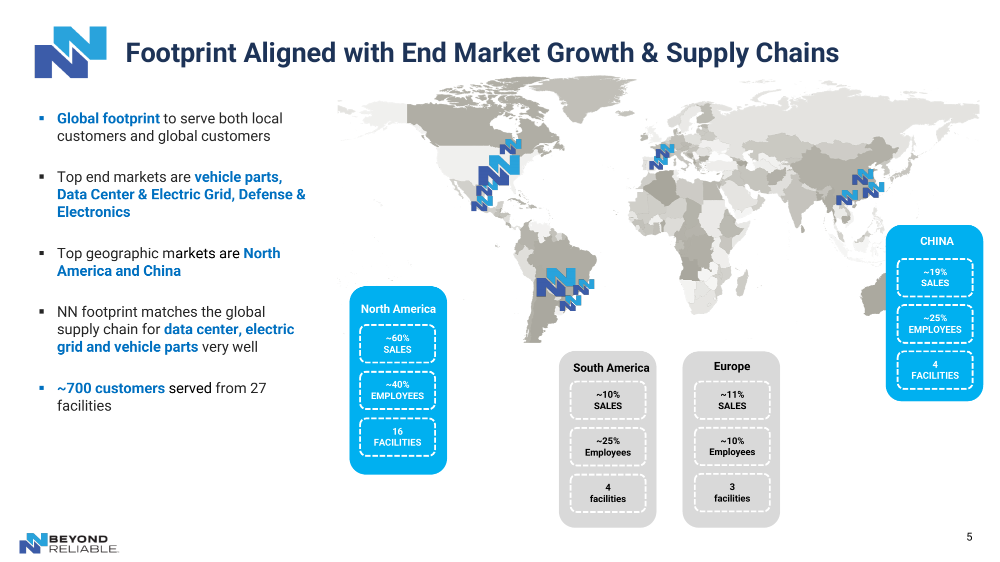 Footprint Aligned with End Market Growth & Supply Chains
▪ Global footprint to serve both local
customers and global customers
▪ Top end markets are vehicle parts,
Data Center & Electric Grid, Defense &
Electronics
▪ Top geographic markets are North
America and China
▪ NN footprint matches the global
supply chain for data center, electric
grid and vehicle parts very well
▪ ~700 customers served from 27
facilities
North America
~60%
SALES
~40%
EMPLOYEES
16
FACILITIES
South America
~10%
SALES
~25%
Employees
4
facilities
Europe
~11%
SALES
~10%
Employees
3
facilities
CHINA
~19%
SALES
~25%
EMPLOYEES
4
FACILITIES
BEYOND
RELIABLE
5